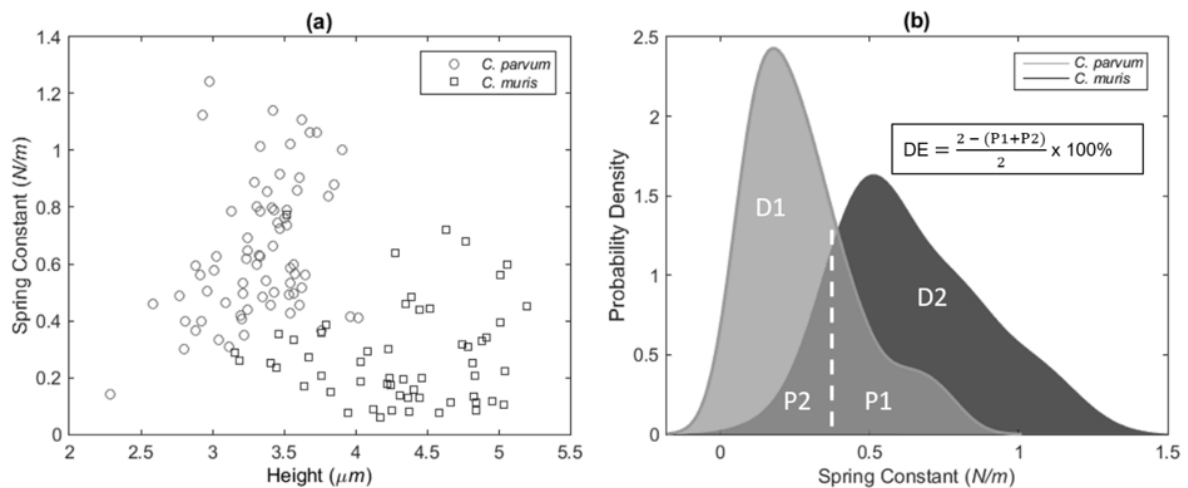 (a)
1.4
1.2
1
0.8
0.6
0.4
0.2
0
2
2.5
3
3.5
4
4.5
5
5.5
Spring Constant (N/m)
Height (μm)
C. parvum
C. muris
(b)
2.5
2
1.5
1
0.5
0
0
0.5
1
1.5
Probability Density
Spring Constant (N/m)
C. parvum
C. muris
DE = 2 − (P1+P2) / 2 x 100%
D1
D2
P2
P1